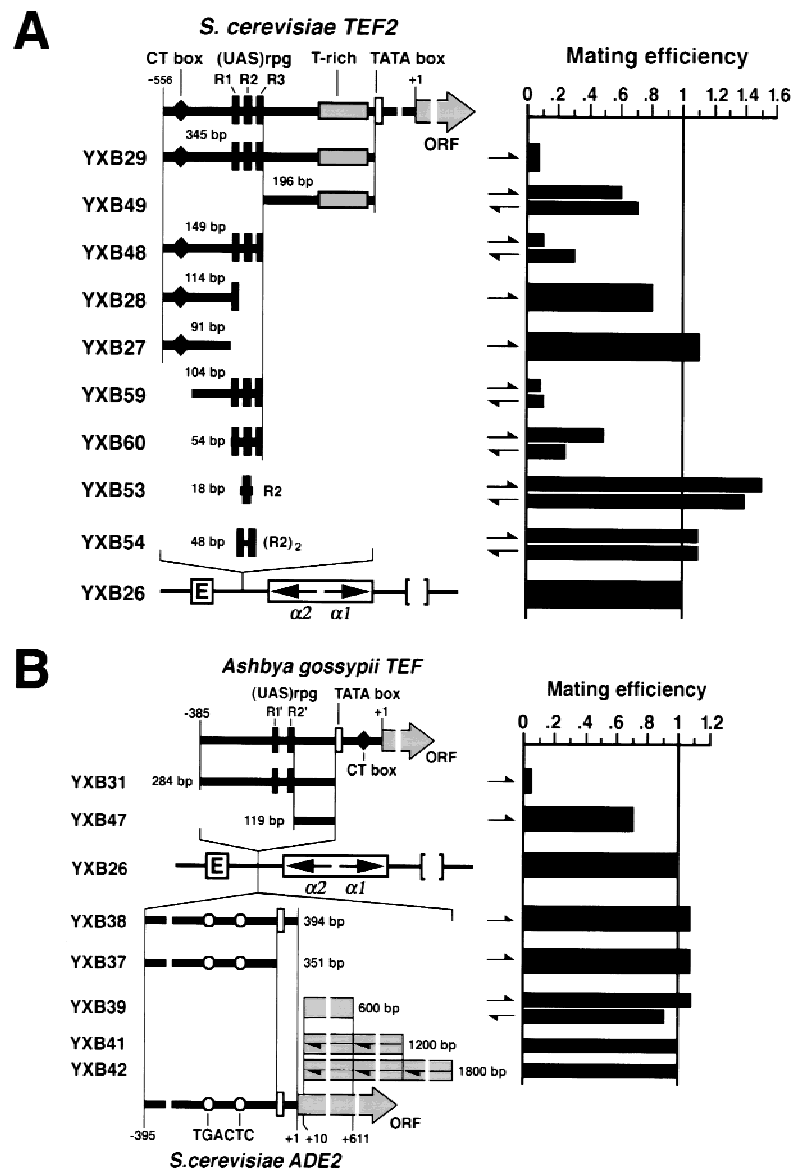 A
S. cerevisiae TEF2
CT box (UAS)rpg T-rich TATA box
-556 R1 R2 R3 +1
ORF
Mating efficiency
0 .2 .4 .6 .8 1 1.2 1.4 1.6
345 bp
YXB29
196 bp
YXB49
149 bp
YXB48
114 bp
YXB28
91 bp
YXB27
104 bp
YXB59
YXB60 54 bp
YXB53 18 bp R2
YXB54 48 bp (R2)2
YXB26 E
α2 α1
B
Ashbya gossypii TEF
(UAS)rpg TATA box
-385 R1' R2' +1
ORF
CT box
Mating efficiency
0 .2 .4 .6 .8 1 1.2
YXB31 284 bp
YXB47 119 bp
YXB26 E
α2 α1
YXB38 394 bp
YXB37 351 bp
YXB39 600 bp
YXB41 1200 bp
YXB42 1800 bp
ORF
-395 TGACTC +1 +10 +611
S.cerevisiae ADE2